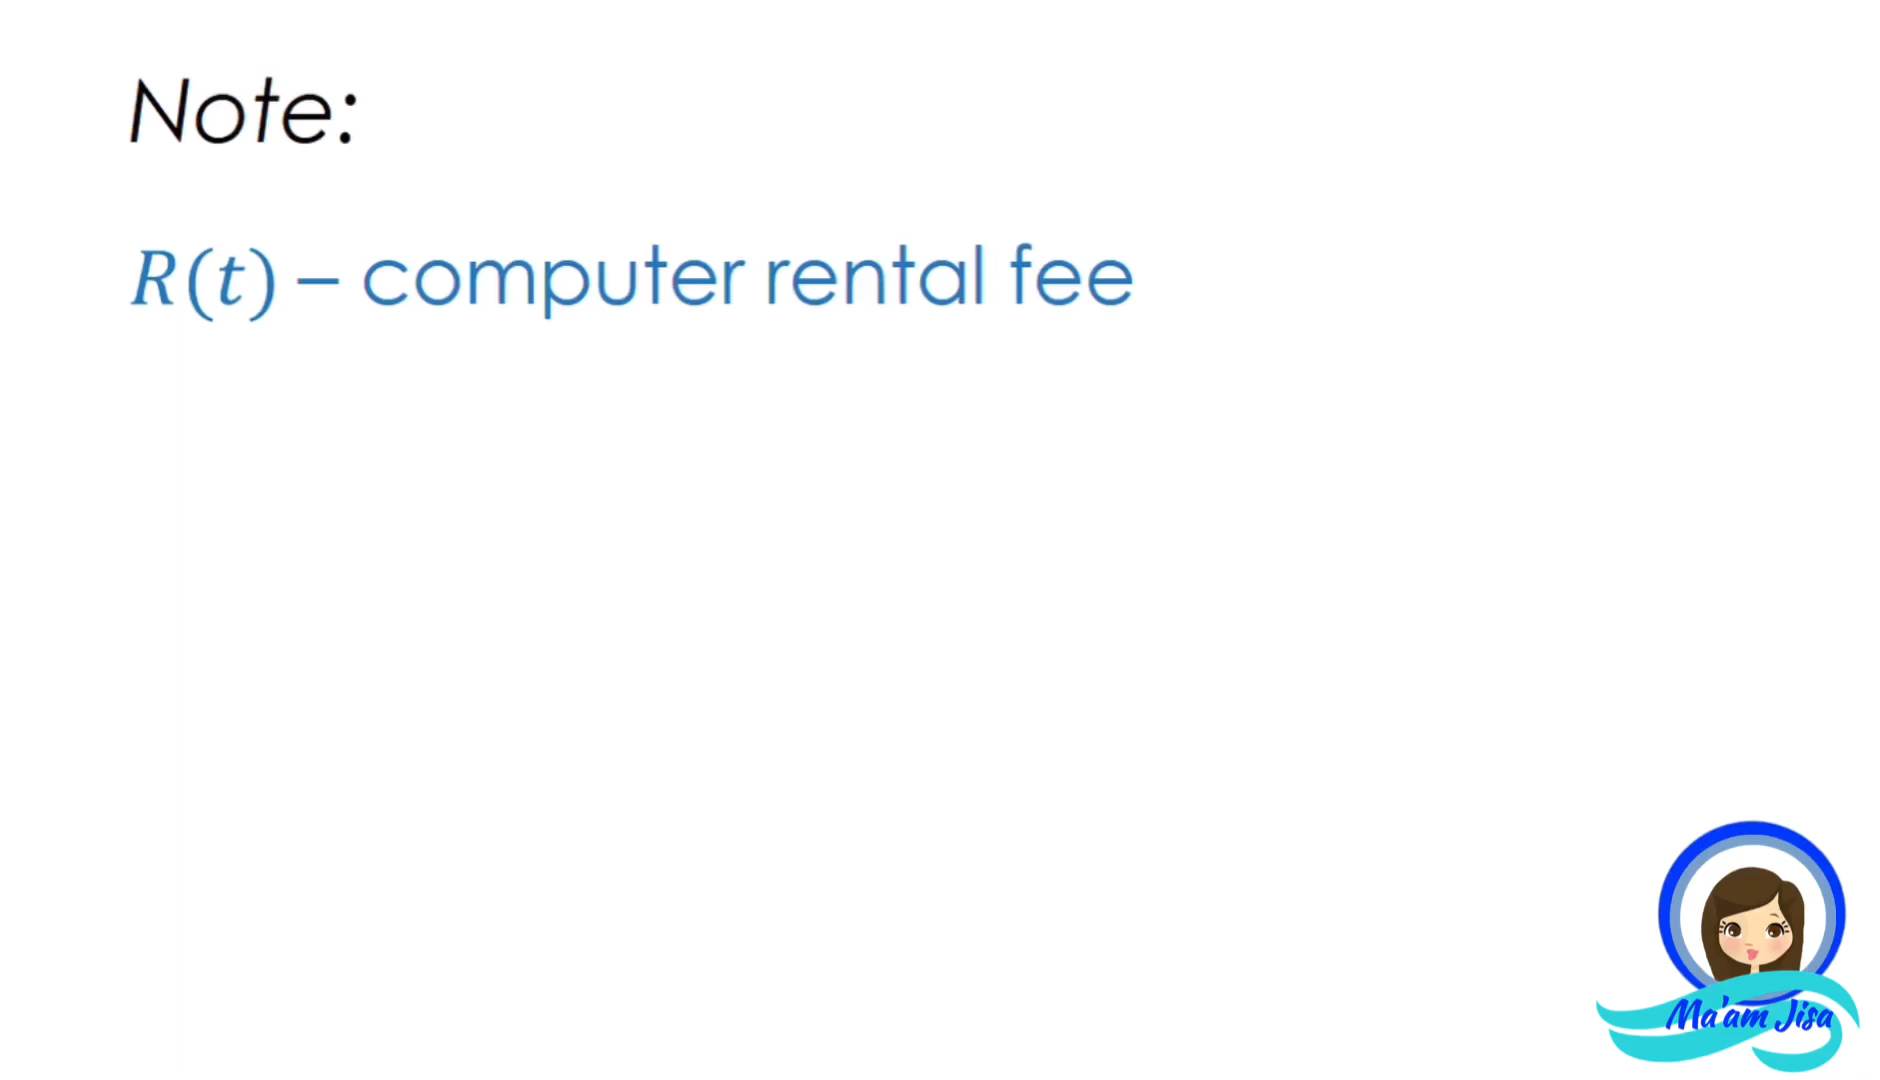 Note:
R(t) – computer rental fee
Ma'am Jisa